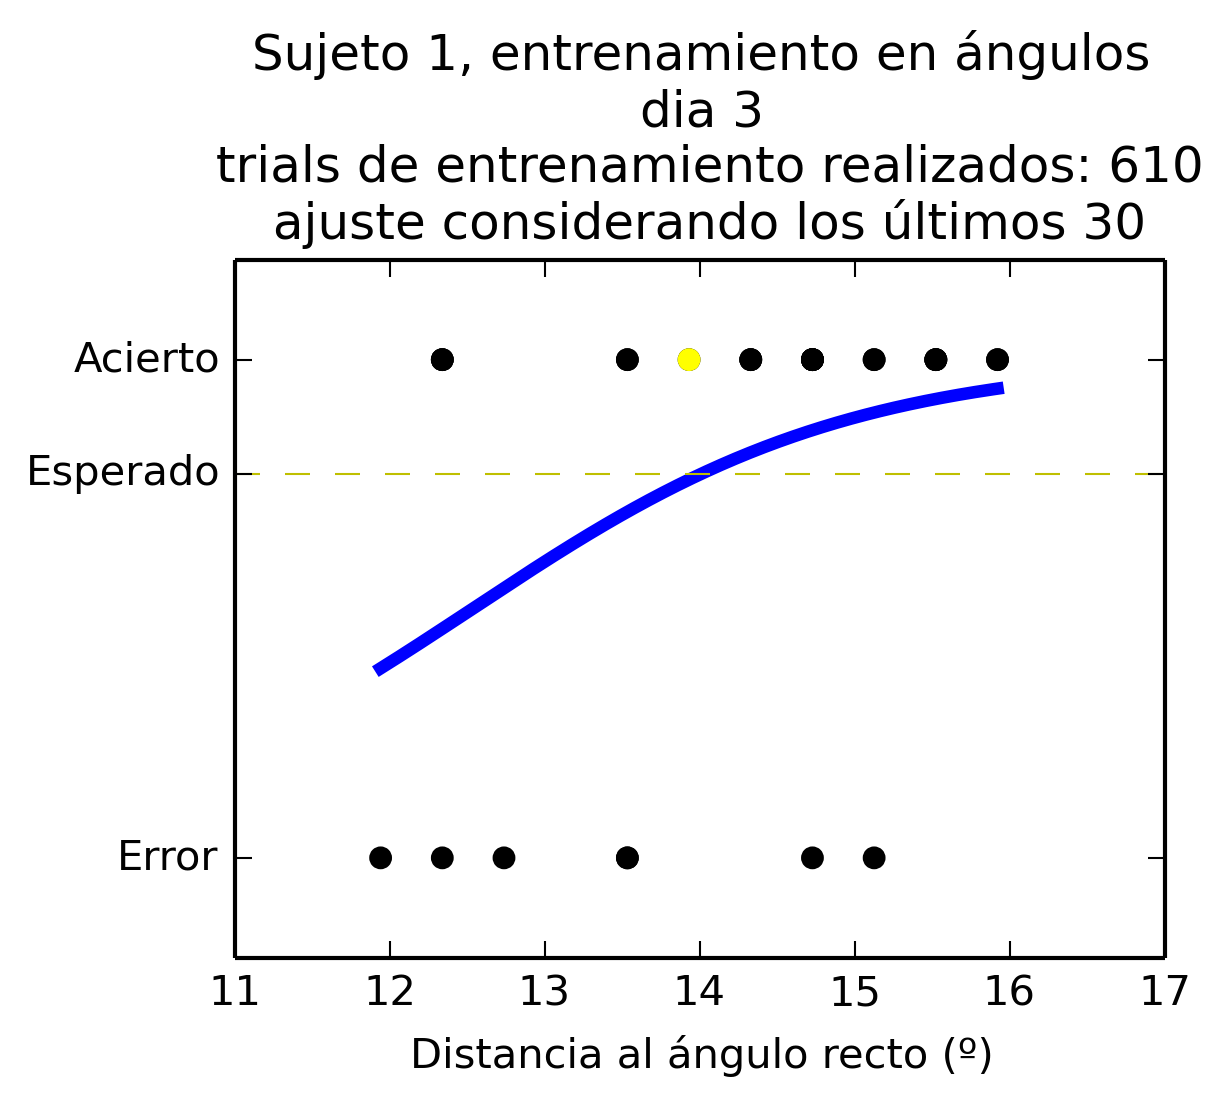 Sujeto 1, entrenamiento en ángulos
dia 3
trials de entrenamiento realizados: 610
ajuste considerando los últimos 30
Acierto
Esperado
Error
11 12 13 14 15 16 17
Distancia al ángulo recto (º)